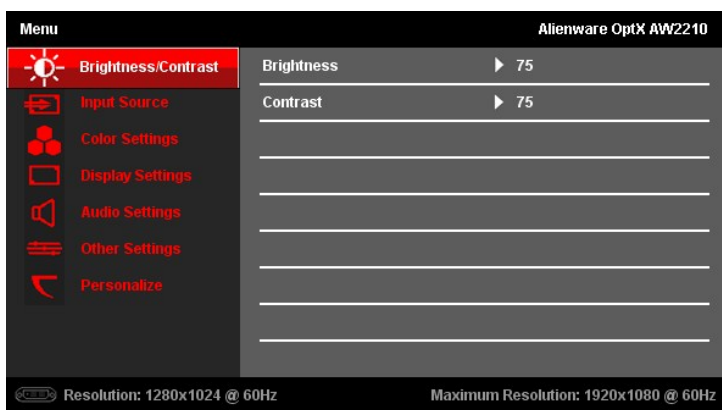 Menu
Alienware OptX AW2210
Brightness/Contrast
Brightness 75
Contrast 75
Input Source
Color Settings
Display Settings
Audio Settings
Other Settings
Personalize
Resolution: 1280x1024 @ 60Hz
Maximum Resolution: 1920x1080 @ 60Hz